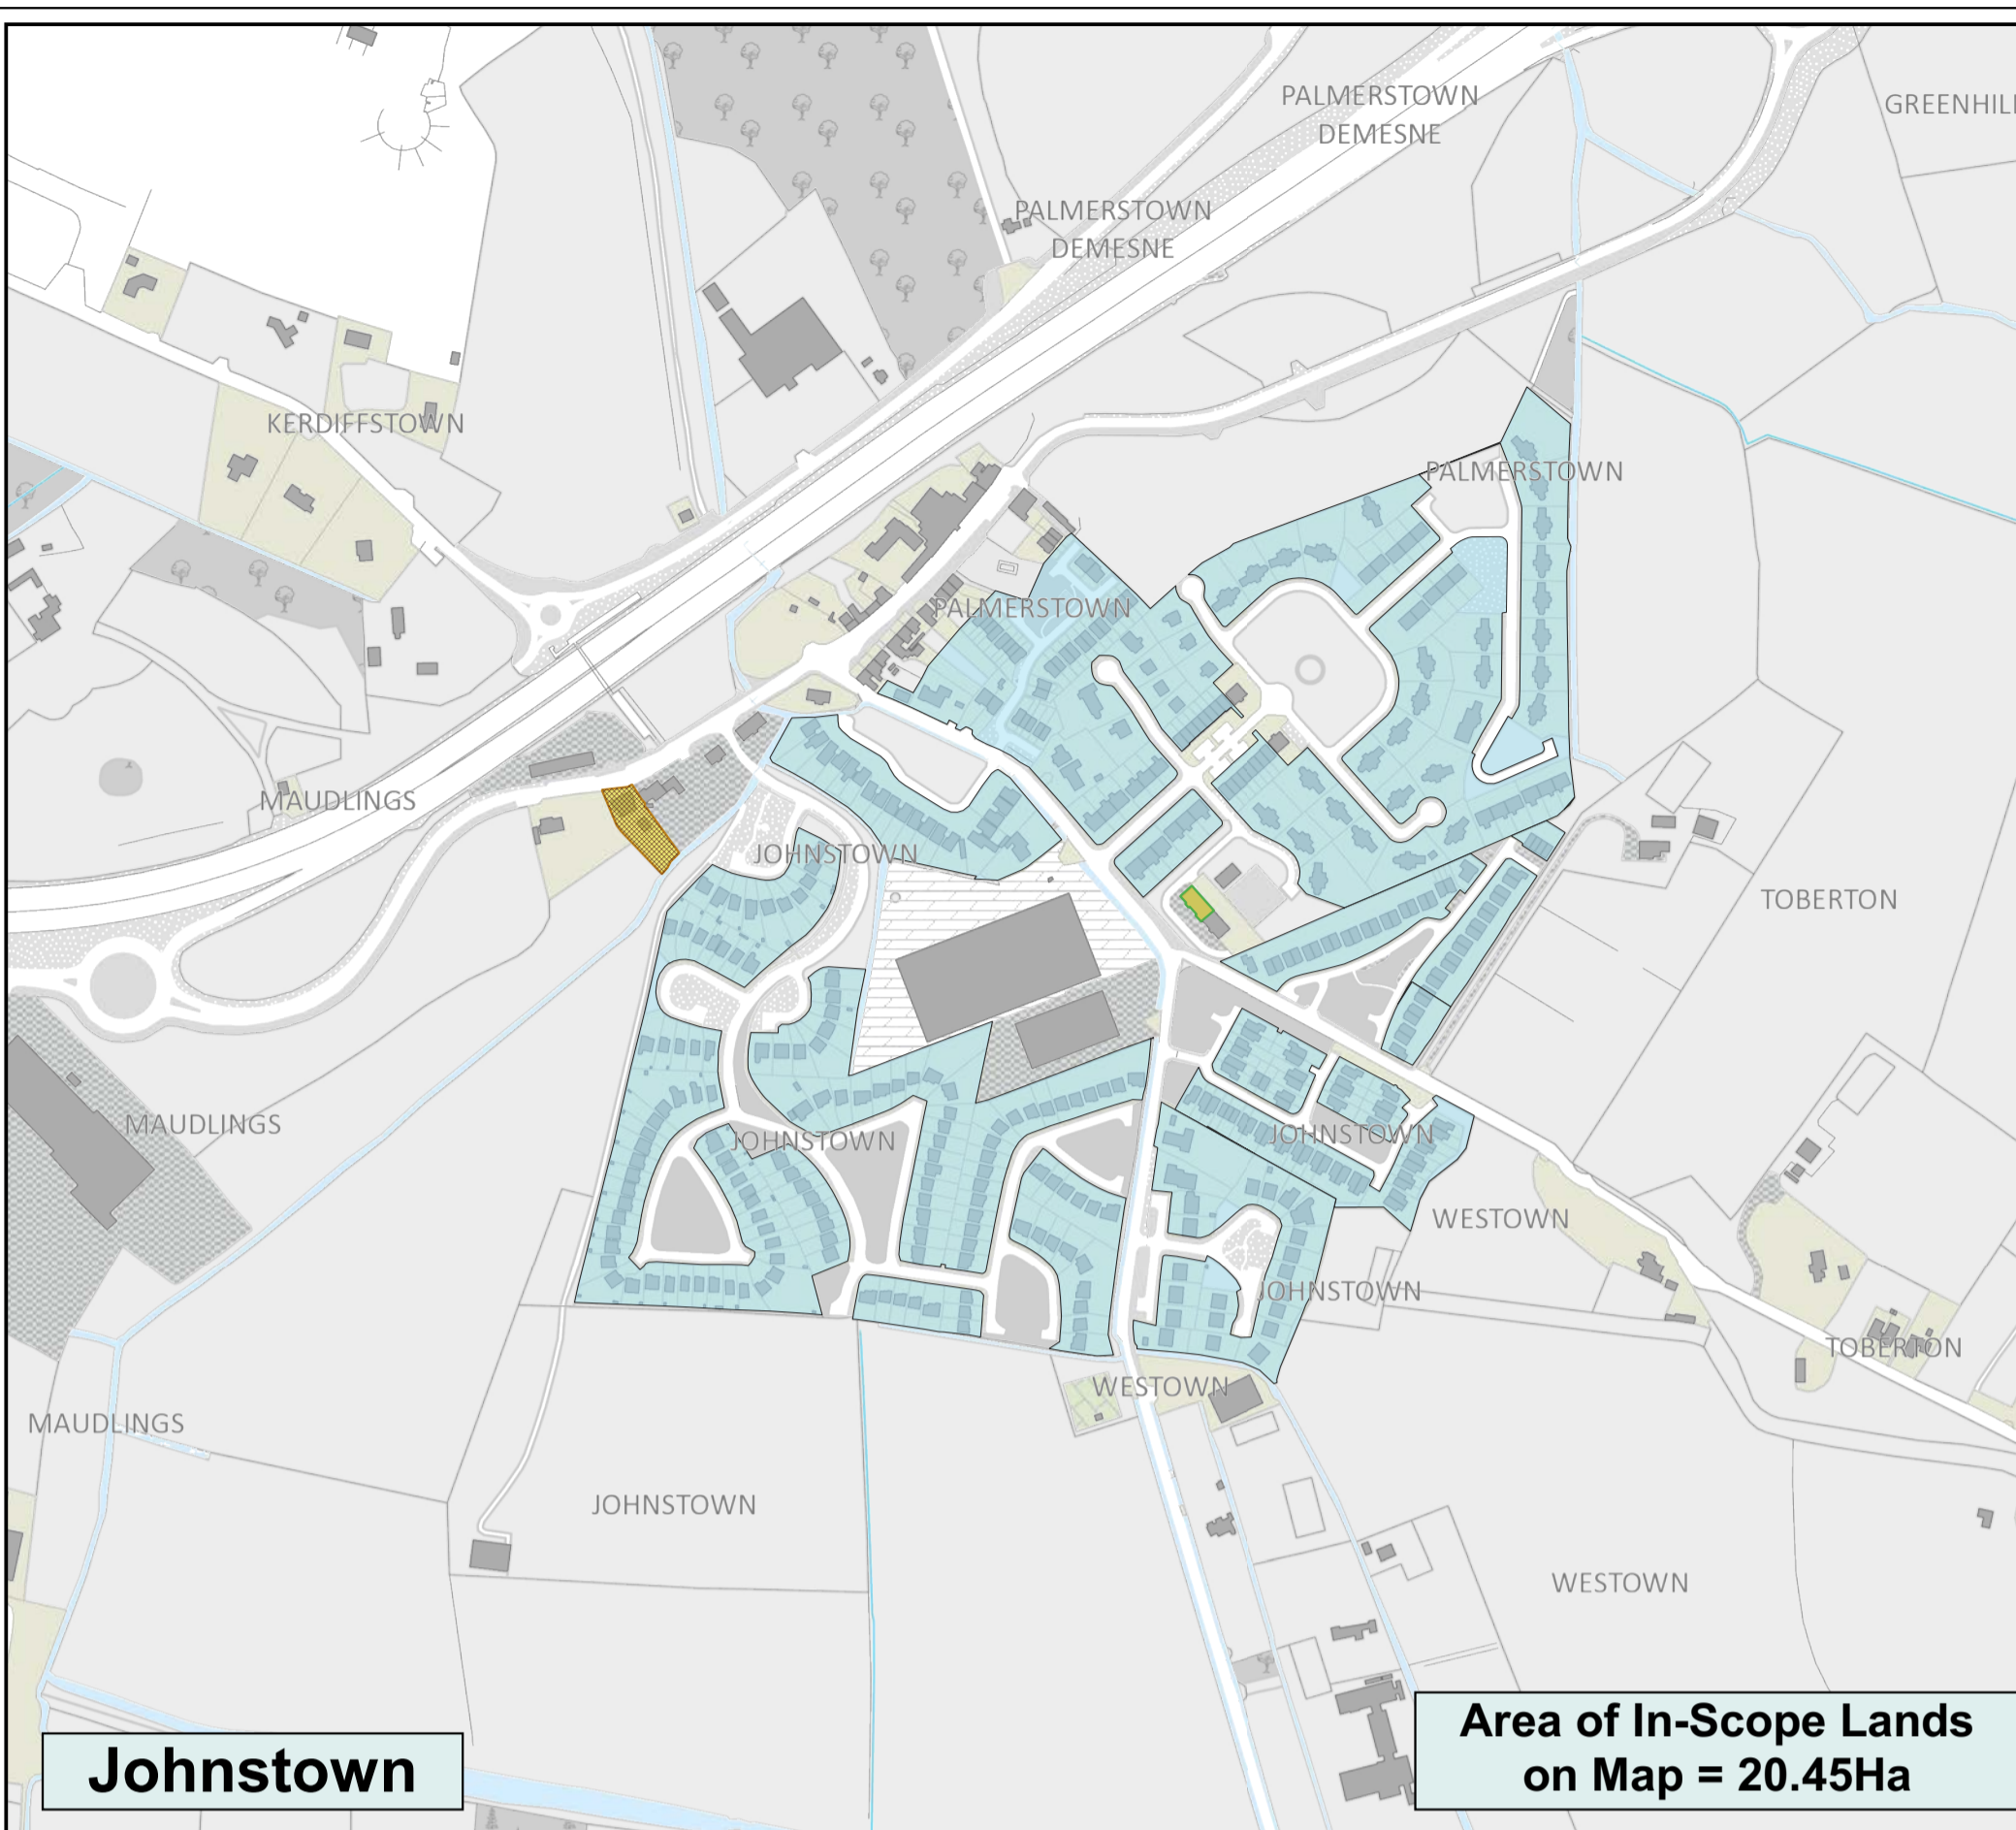 PALMERSTOWN
DEMESNE
GREENHILL
PALMERSTOWN
DEMESNE
KERDIFFSTOWN
PALMERSTOWN
PALMERSTOWN
MAUDLINGS
JOHNSTOWN
TOBERTON
MAUDLINGS
JOHNSTOWN
JOHNSTOWN
WESTOWN
JOHNSTOWN
TOBERTON
WESTOWN
MAUDLINGS
JOHNSTOWN
WESTOWN
Johnstown
Area of In-Scope Lands
on Map = 20.45Ha